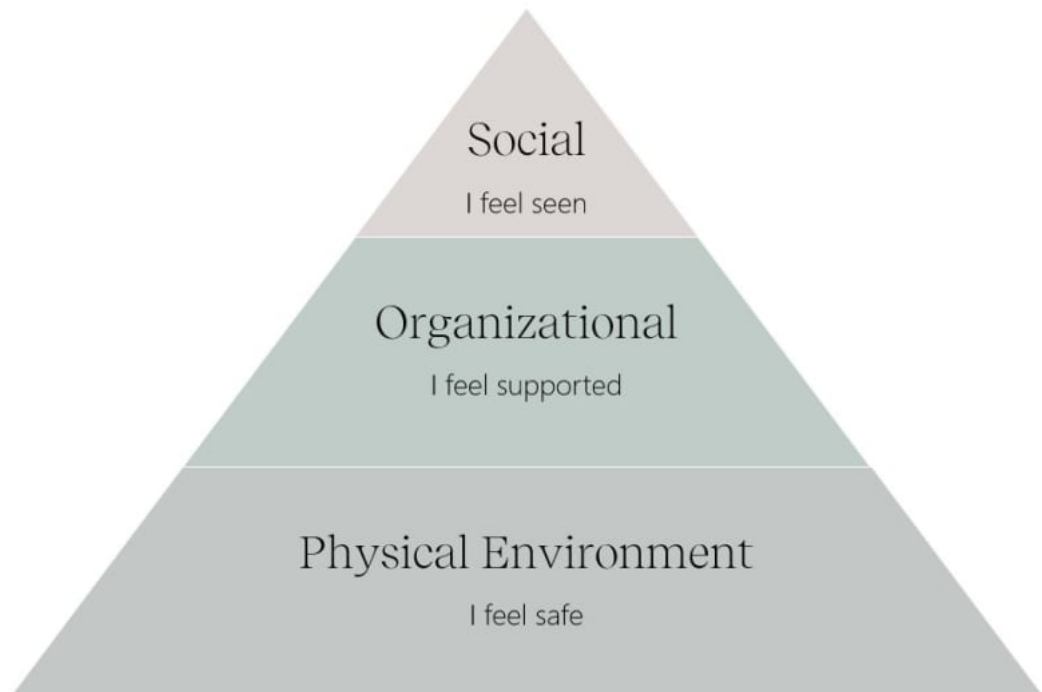 Social
I feel seen
Organizational
I feel supported
Physical Environment
I feel safe